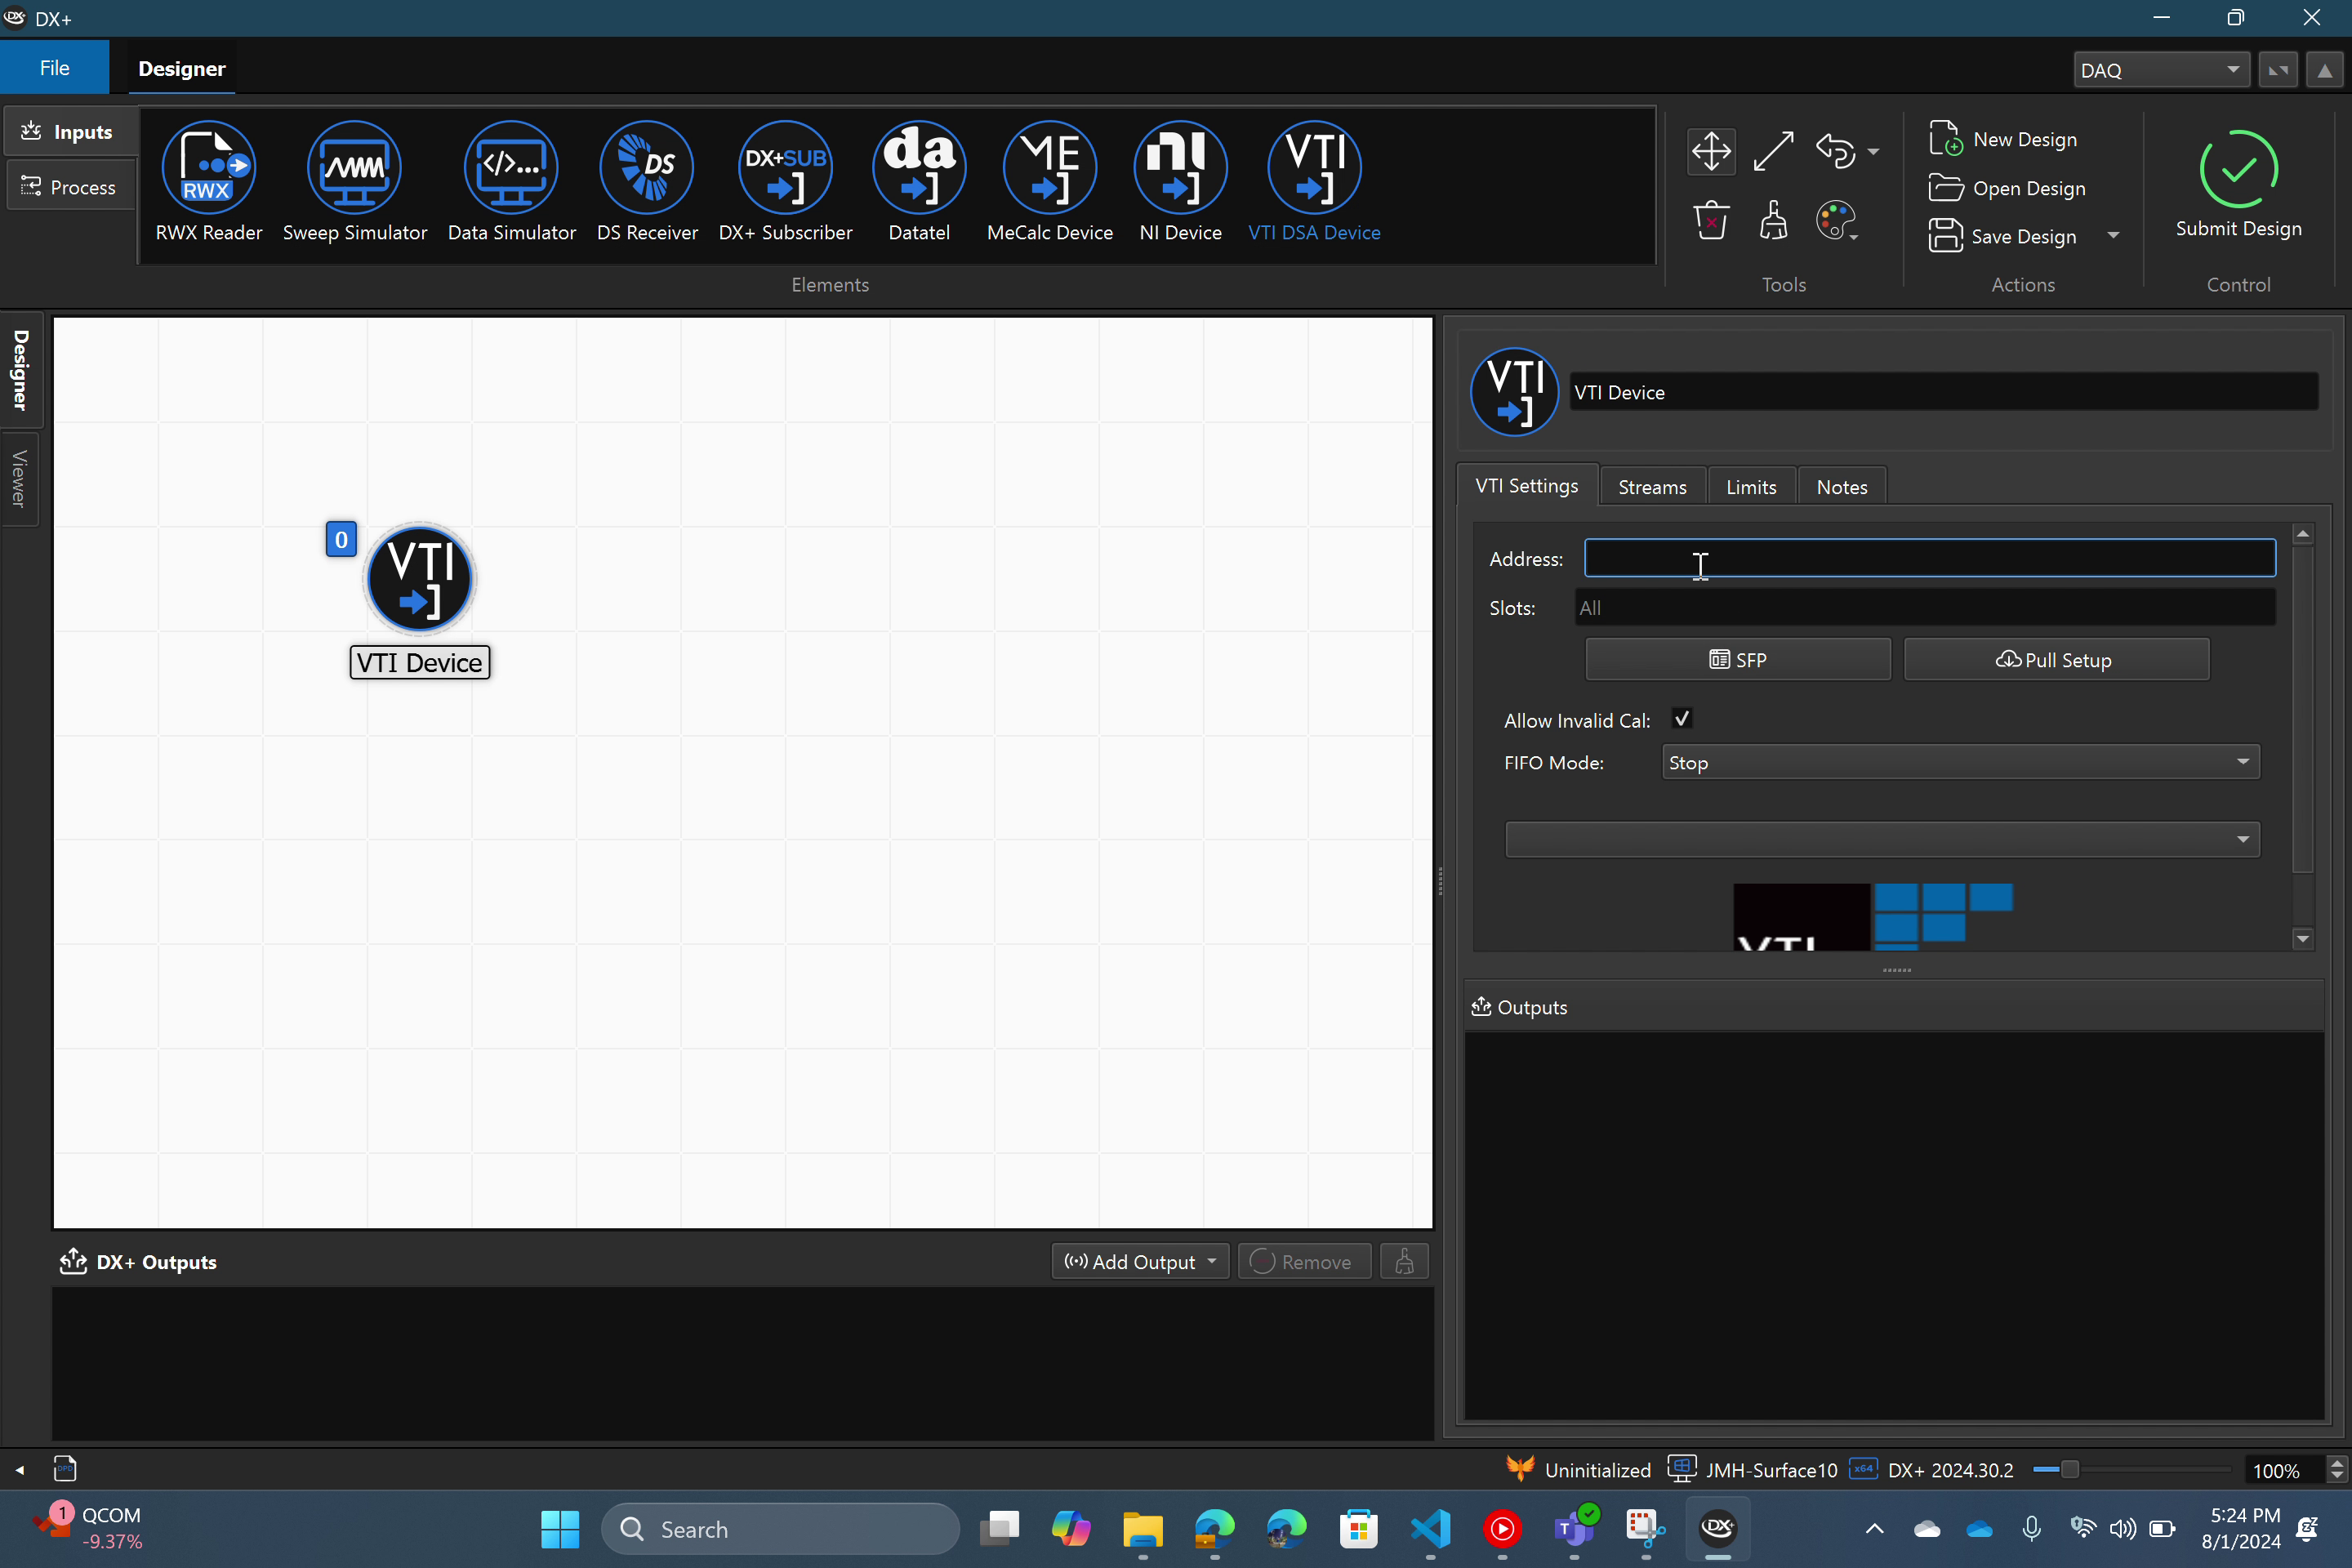 DX+
File
Designer
DAQ
Inputs
Process
RWX
RWX Reader
Sweep Simulator
</>...
Data Simulator
DS
DS Receiver
DX+SUB
DX+ Subscriber
da
Datatel
ME
MeCalc Device
NI Device
VTI
VTI DSA Device
Elements
Tools
New Design
Open Design
Save Design
Actions
Submit Design
Control
Designer
Viewer
0
VTI
VTI Device
VTI
VTI Device
VTI Settings
Streams
Limits
Notes
Address:
Slots:
All
SFP
Pull Setup
Allow Invalid Cal:
FIFO Mode:
Stop
VTI
Outputs
DX+ Outputs
Add Output
Remove
DPD
Uninitialized
JMH-Surface10
x64
DX+ 2024.30.2
100%
1
QCOM
-9.37%
Search
DX+
5:24 PM
8/1/2024